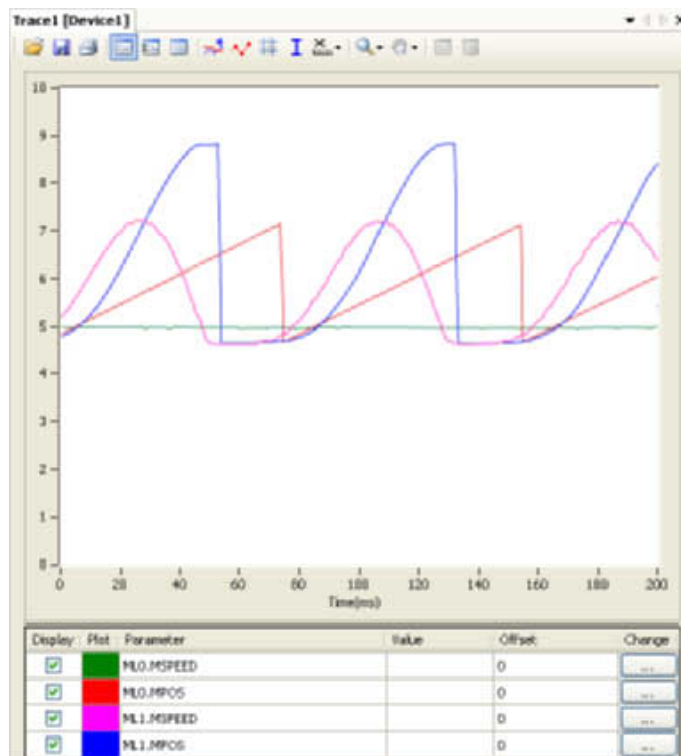 Trace1 [Device1]
10
9
8
7
6
5
4
3
2
1
0
0 20 40 60 80 100 120 140 160 180 200
Time(ms)
Display Plot Parameter Value Offset Change
ML0.MSPEED 0 ...
ML0.MPOS 0 ...
ML1.MSPEED 0 ...
ML1.MPOS 0 ...